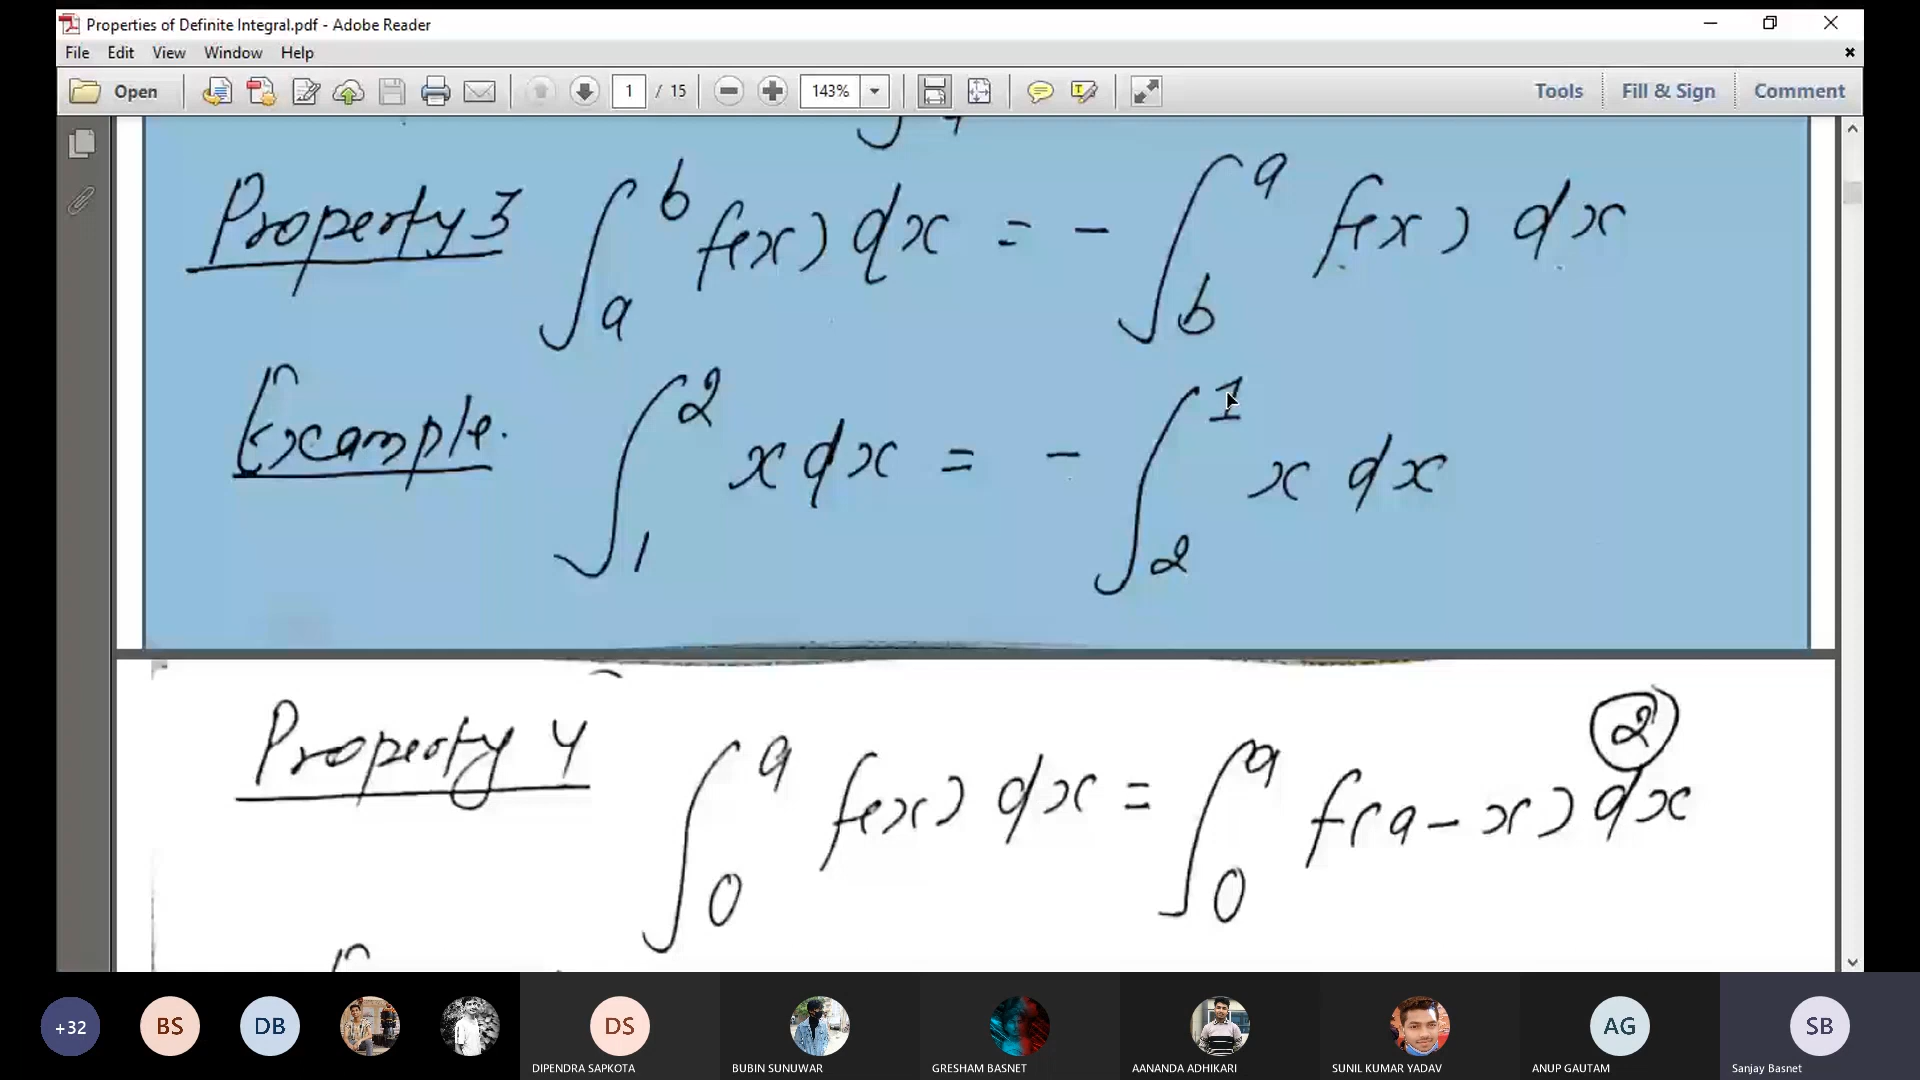 Properties of Definite Integral.pdf - Adobe Reader
File Edit View Window Help
Open 1 / 15 143% Tools Fill & Sign Comment
Property 3 ∫_a^b f(x) dx = - ∫_b^a f(x) dx
Example. ∫_1^2 x dx = - ∫_2^1 x dx
2
Property 4 ∫_0^a f(x) dx = ∫_0^a f(a-x) dx
+32 BS DB DS AG SB
DIPENDRA SAPKOTA BUBIN SUNUWAR GRESHAM BASNET AANANDA ADHIKARI SUNIL KUMAR YADAV ANUP GAUTAM Sanjay Basnet